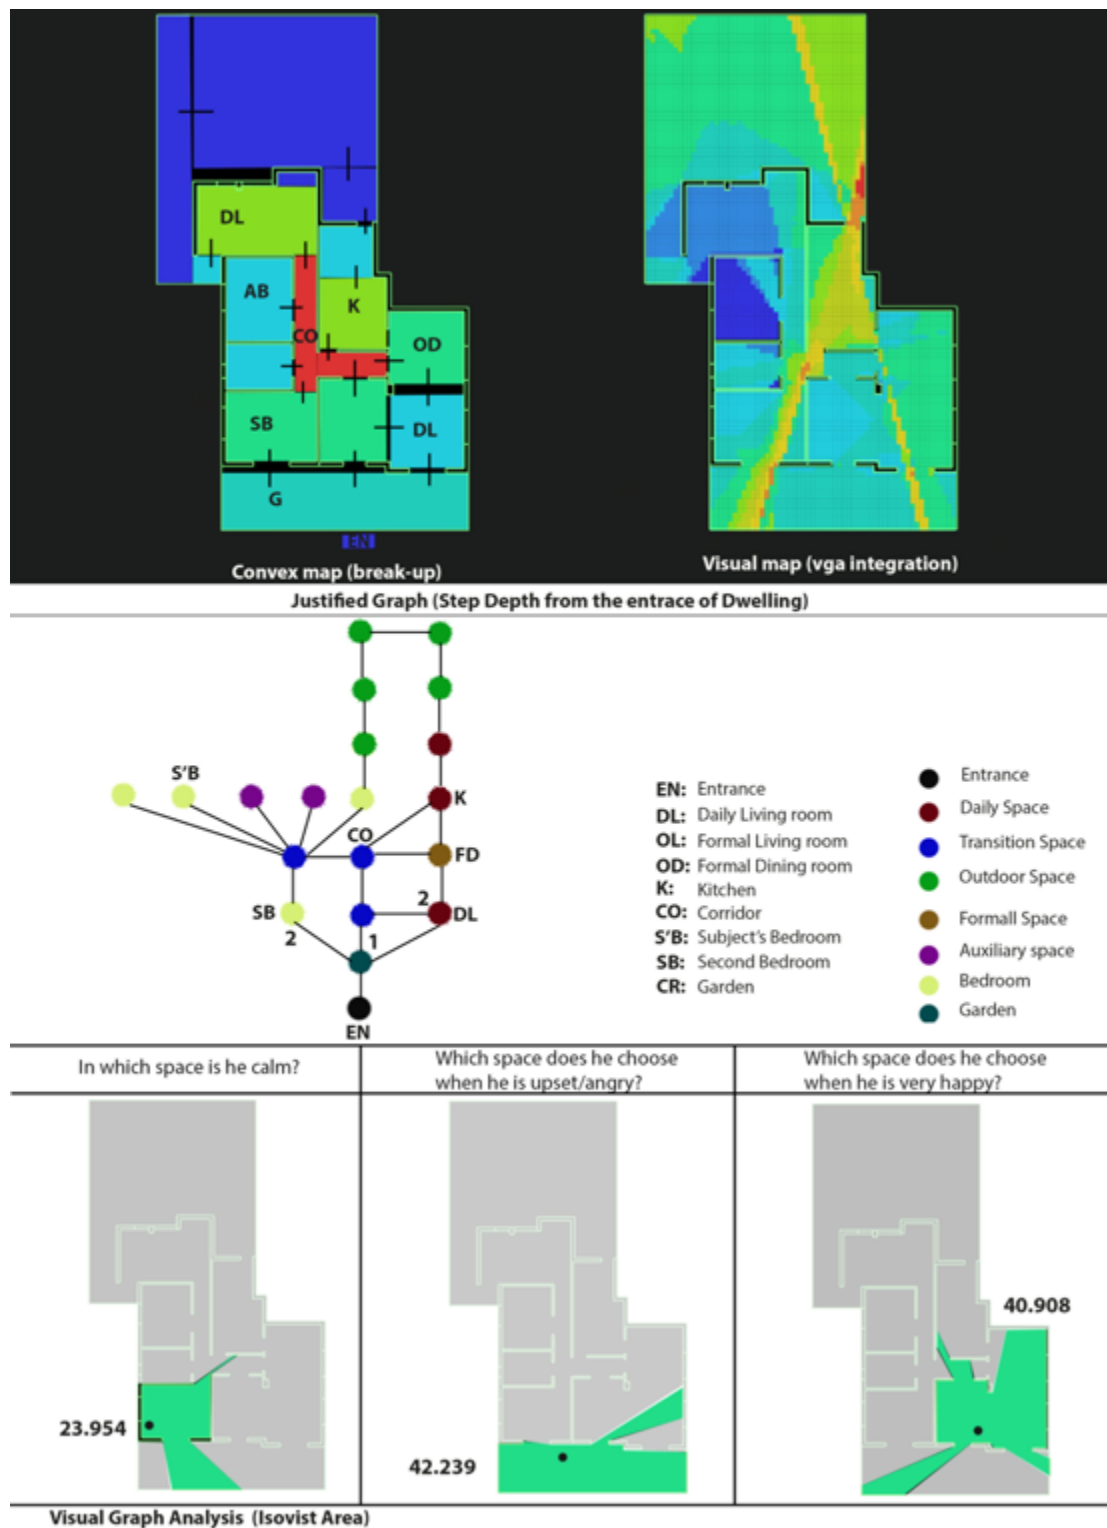 DL
AB
K
CO
OD
SB
DL
G
EN
Convex map (break-up)
Visual map (vga integration)
Justified Graph (Step Depth from the entrace of Dwelling)
S'B
K
CO
FD
2
SB
DL
2
1
EN
EN: Entrance
DL: Daily Living room
OL: Formal Living room
OD: Formal Dining room
K: Kitchen
CO: Corridor
S'B: Subject's Bedroom
SB: Second Bedroom
CR: Garden
Entrance
Daily Space
Transition Space
Outdoor Space
Formall Space
Auxiliary space
Bedroom
Garden
In which space is he calm?
Which space does he choose
when he is upset/angry?
Which space does he choose
when he is very happy?
23.954
42.239
40.908
Visual Graph Analysis (Isovist Area)